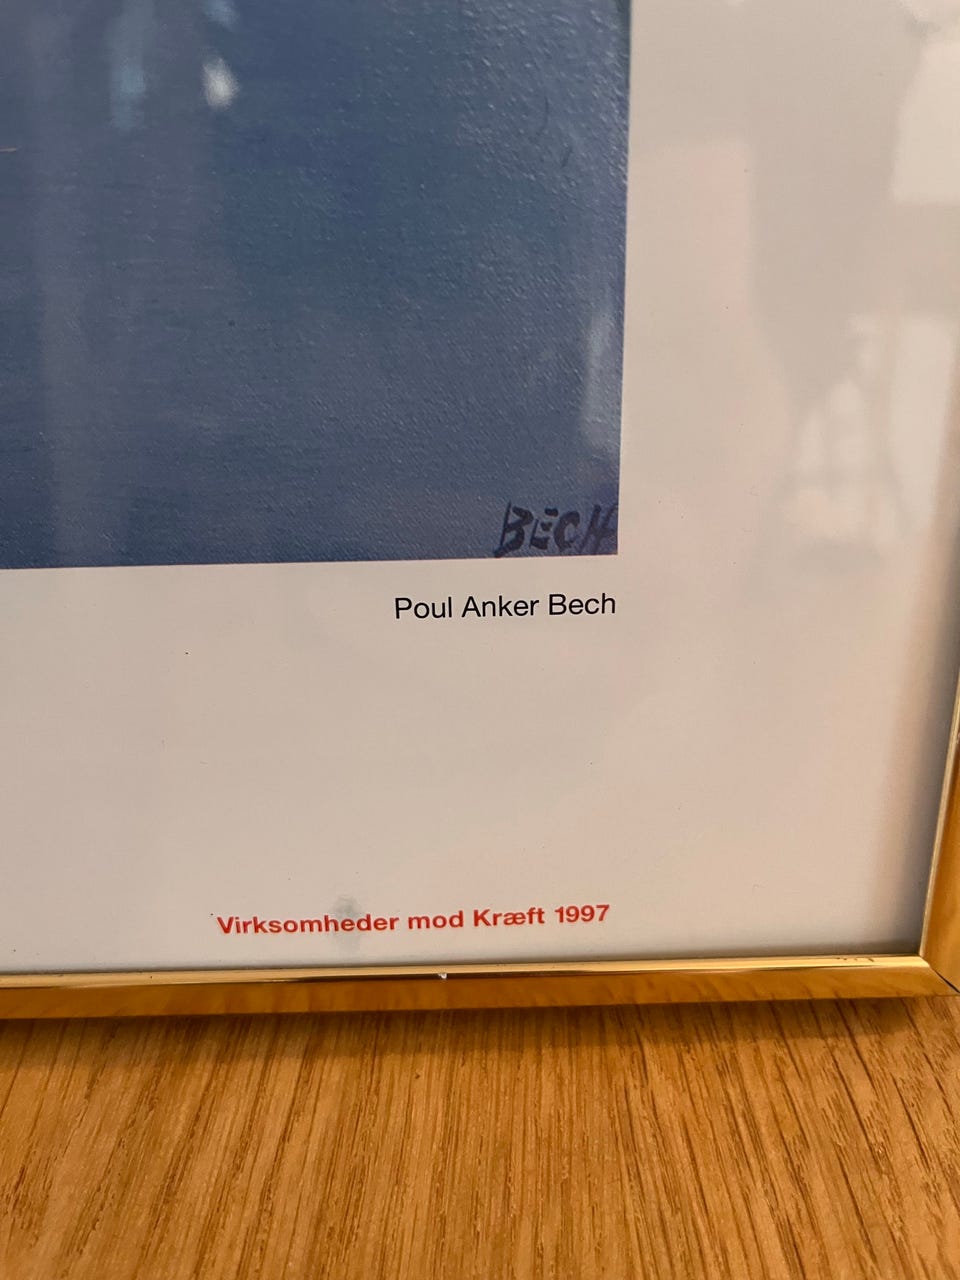 BECH
Poul Anker Bech
Virksomheder mod Kræft 1997